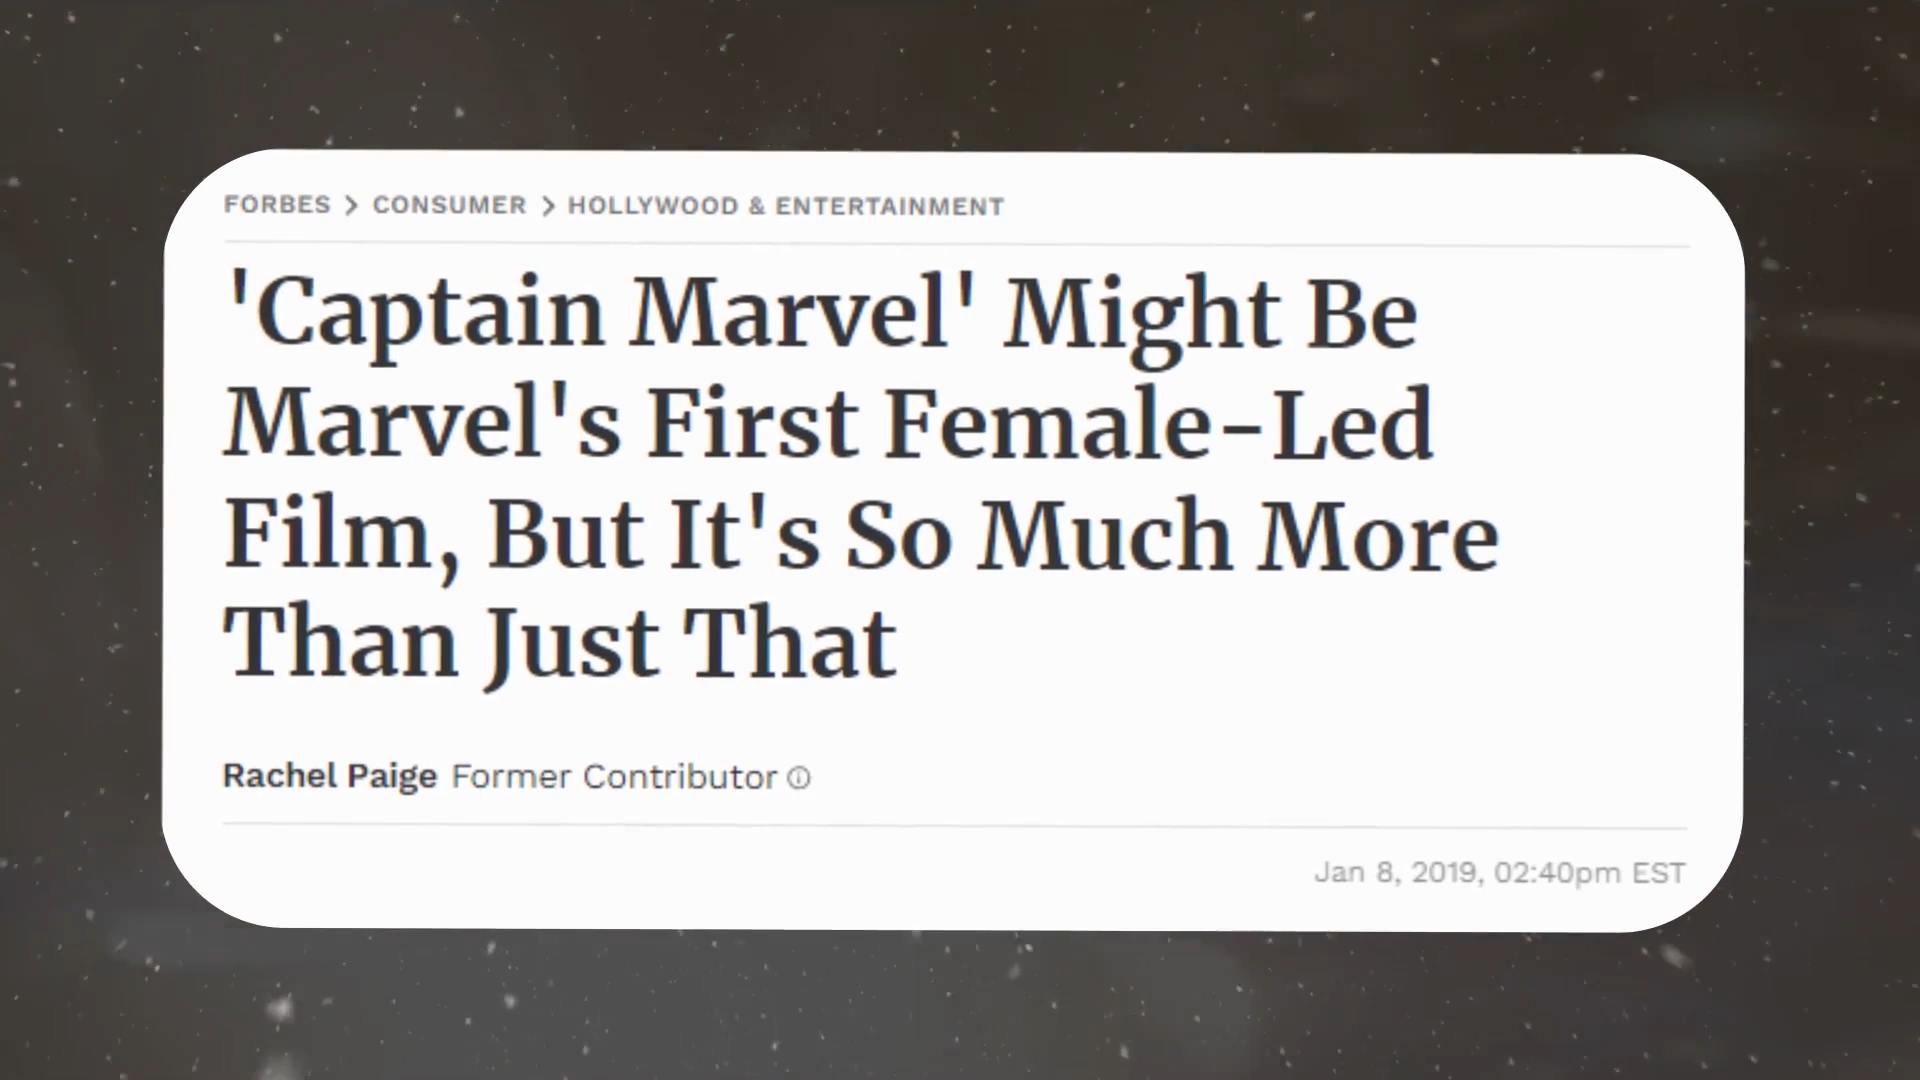 FORBES > CONSUMER > HOLLYWOOD & ENTERTAINMENT
'Captain Marvel' Might Be
Marvel's First Female-Led
Film, But It's So Much More
Than Just That
Rachel Paige Former Contributor ⓘ
Jan 8, 2019, 02:40pm EST